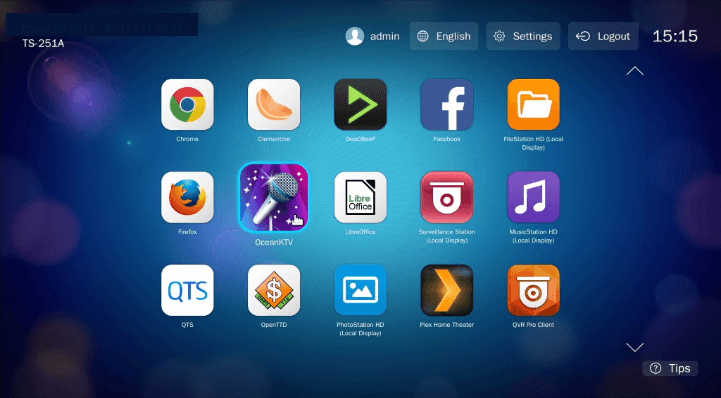 TS-251A
admin
English
Settings
Logout
15:15
Chrome
Clementine
DeaDBeeF
Facebook
FileStation HD (Local
Display)
Firefox
OceanKTV
Libre
Office
LibreOffice
Surveillance Station
(Local Display)
MusicStation HD
(Local Display)
QTS
QTS
OpenTTD
PhotoStation HD
(Local Display)
Plex Home Theater
QVR Pro Client
Tips